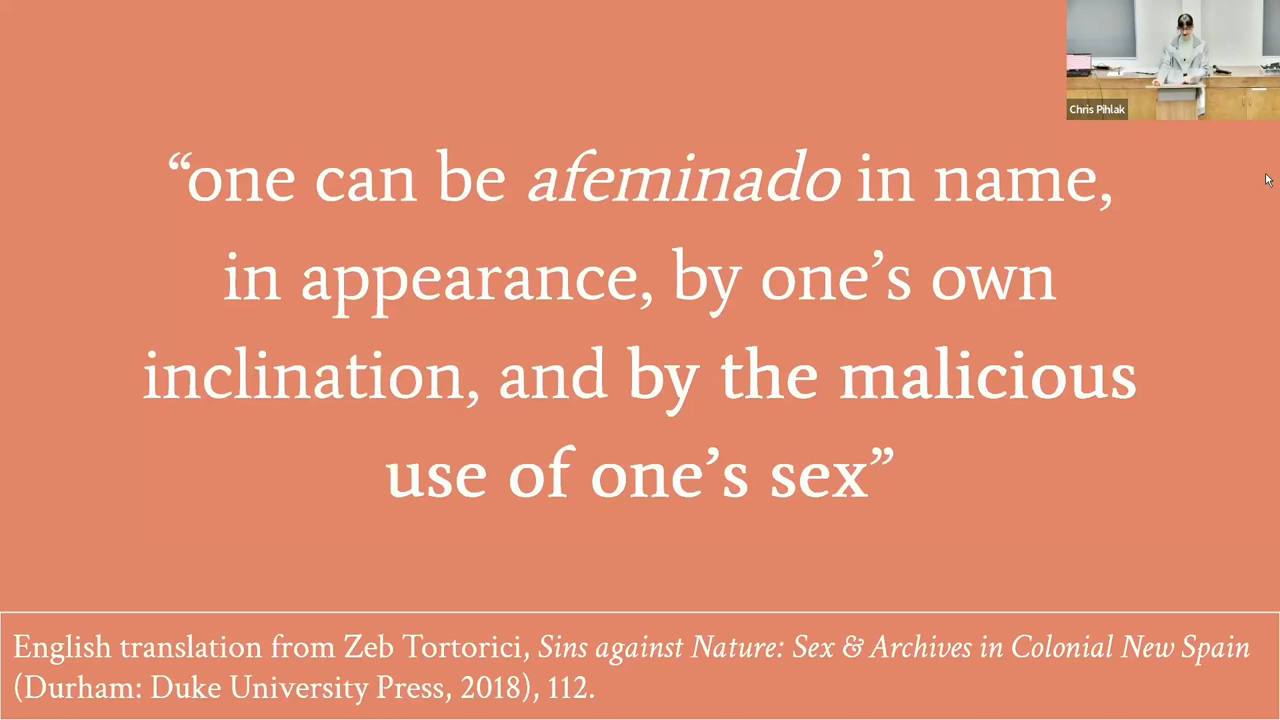 Chris Pihlak
“one can be afeminado in name,
in appearance, by one’s own
inclination, and by the malicious
use of one’s sex”
English translation from Zeb Tortorici, Sins against Nature: Sex & Archives in Colonial New Spain
(Durham: Duke University Press, 2018), 112.